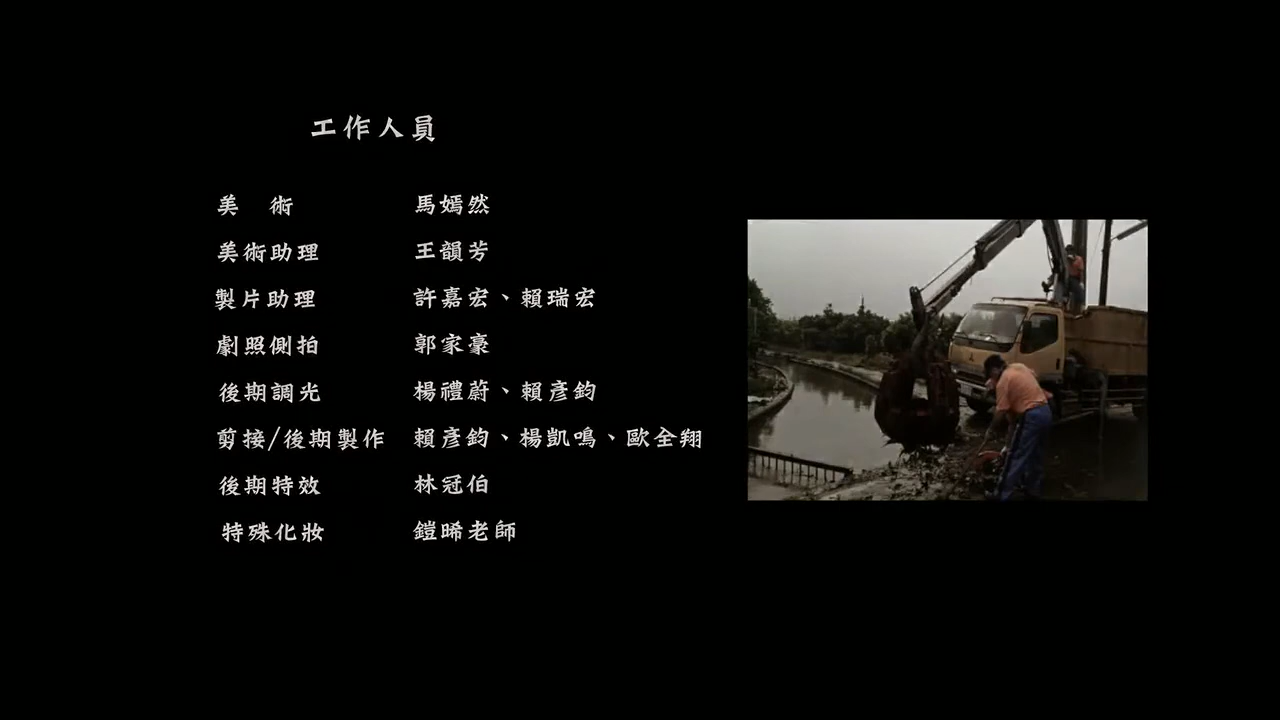 工作人員
美 術 馬嫣然
美術助理 王韻芳
製片助理 許嘉宏、賴瑞宏
劇照側拍 郭家豪
後期調光 楊禮蔚、賴彥鈞
剪接/後期製作 賴彥鈞、楊凱鳴、歐全翔
後期特效 林冠伯
特殊化妝 鎧晞老師